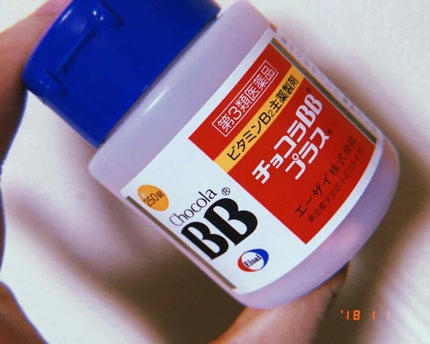 第3類医薬品
ビタミンB2主薬製剤
チョコラBB®
プラス
エーザイ株式会社
250錠
Chocola®
BB
Eisai
'18 1 1